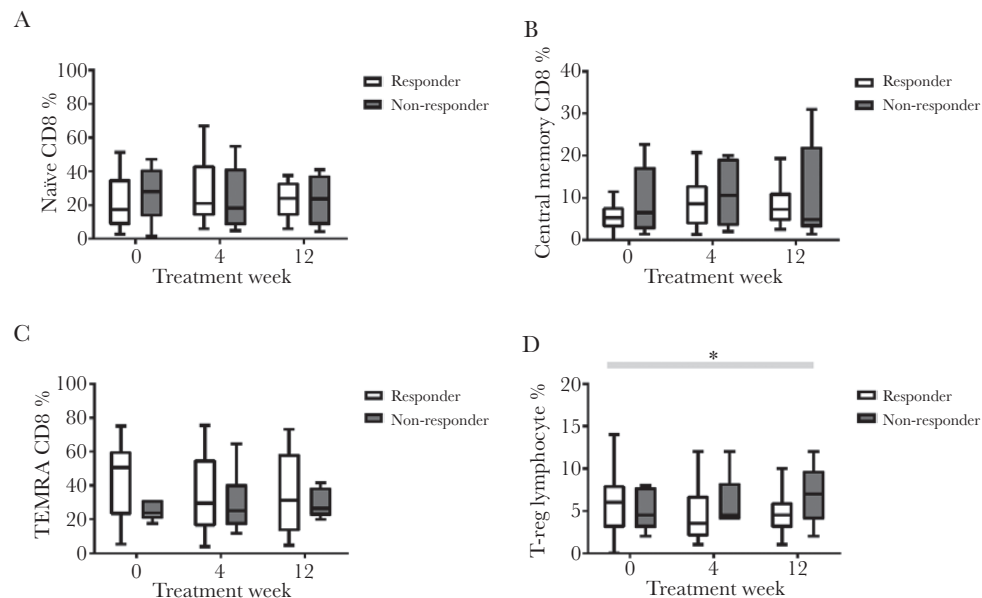 A
Naïve CD8 %
100
80
60
40
20
0
0 4 12
Treatment week
Responder
Non-responder
B
Central memory CD8 %
40
30
20
10
0
0 4 12
Treatment week
Responder
Non-responder
C
TEMRA CD8 %
100
80
60
40
20
0
0 4 12
Treatment week
Responder
Non-responder
D
*
T-reg lymphocyte %
20
15
10
5
0
0 4 12
Treatment week
Responder
Non-responder